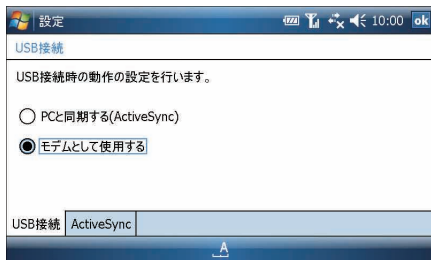 設定 10:00 ok
USB接続
USB接続時の動作の設定を行います。
PCと同期する(ActiveSync)
モデムとして使用する
USB接続 ActiveSync
A